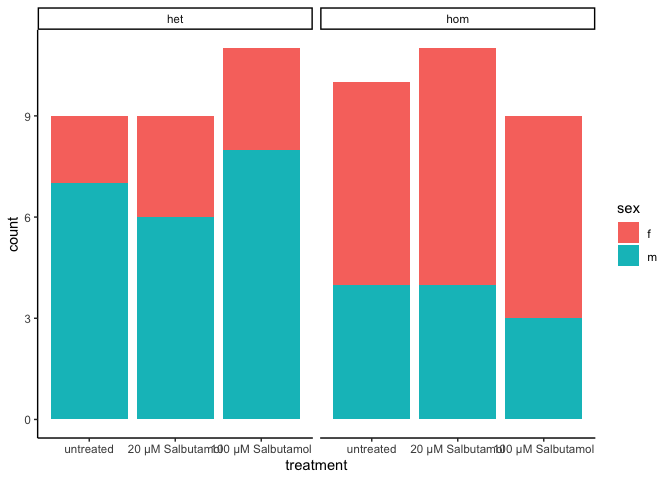 het
hom
9
6
3
0
count
untreated
20 µM Salbutamol
100 µM Salbutamol
untreated
20 µM Salbutamol
100 µM Salbutamol
treatment
sex
f
m